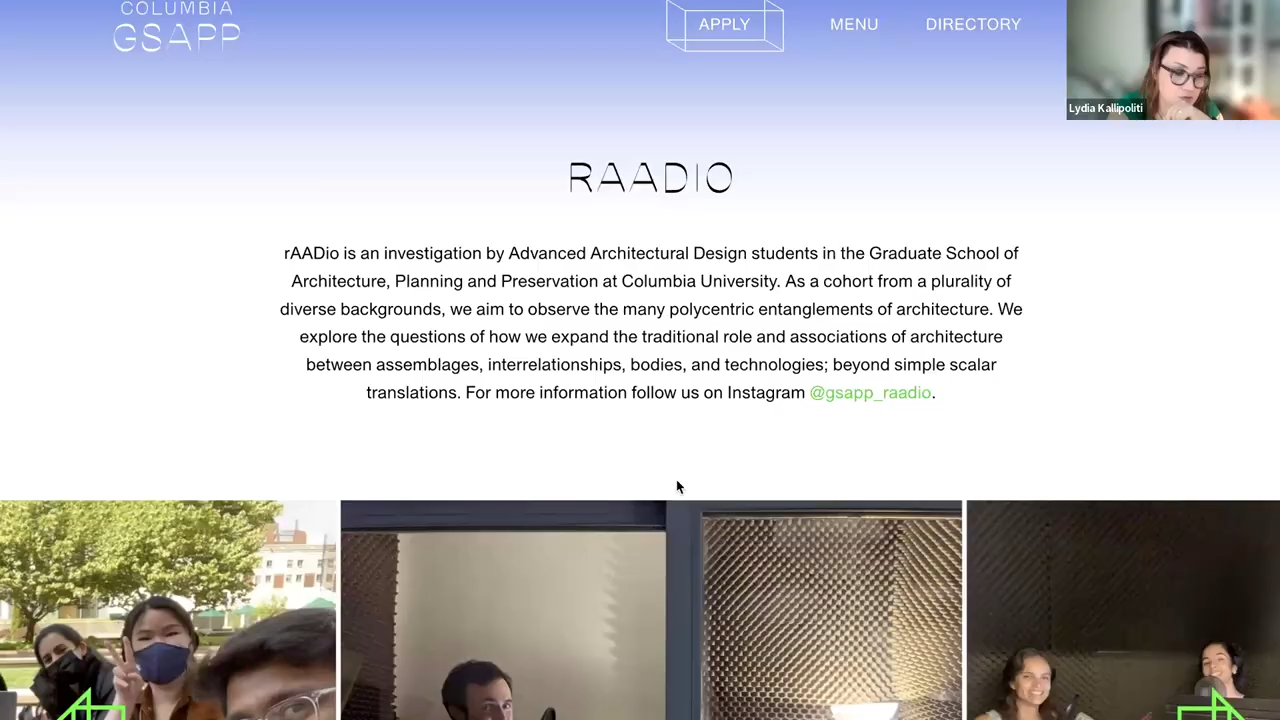 COLUMBIA
GSAPP
APPLY
MENU
DIRECTORY
Lydia Kallipoliti
RAADIO
rAADio is an investigation by Advanced Architectural Design students in the Graduate School of
Architecture, Planning and Preservation at Columbia University. As a cohort from a plurality of
diverse backgrounds, we aim to observe the many polycentric entanglements of architecture. We
explore the questions of how we expand the traditional role and associations of architecture
between assemblages, interrelationships, bodies, and technologies; beyond simple scalar
translations. For more information follow us on Instagram @gsapp_raadio.